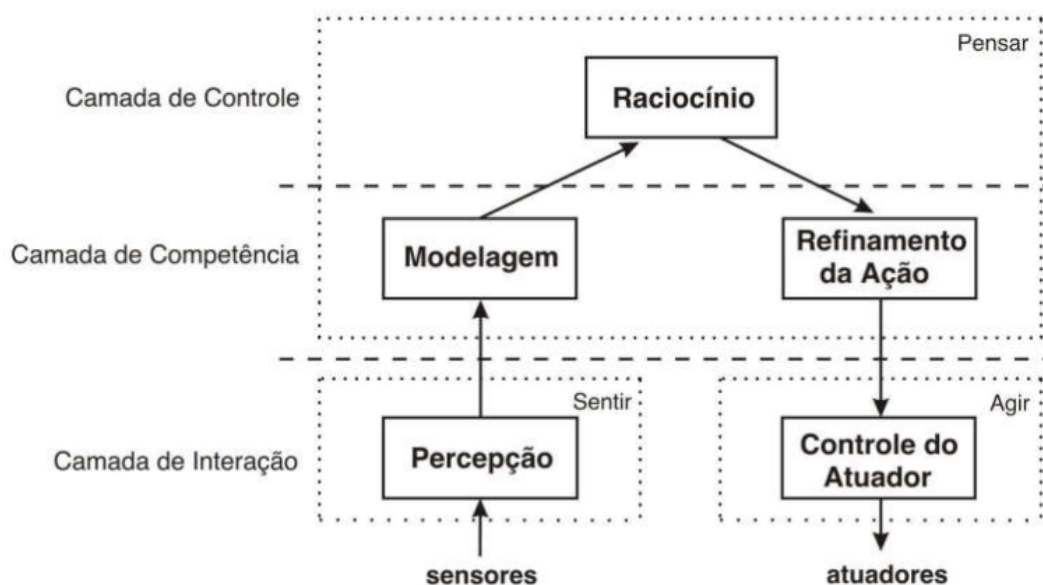 Pensar
Camada de Controle
Raciocínio
Camada de Competência
Modelagem
Refinamento
da Ação
Sentir
Agir
Camada de Interação
Percepção
Controle do
Atuador
sensores
atuadores